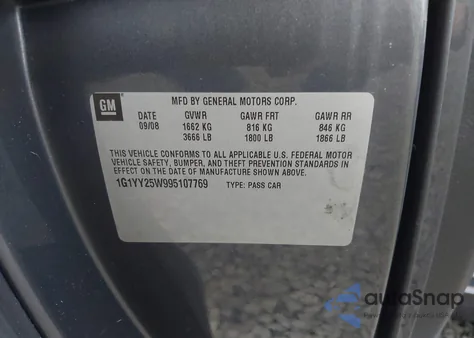 GM
MFD BY GENERAL MOTORS CORP.
DATE GVWR GAWR FRT GAWR RR
09/08 1662 KG 816 KG 846 KG
3666 LB 1800 LB 1866 LB
THIS VEHICLE CONFORMS TO ALL APPLICABLE U.S. FEDERAL MOTOR
VEHICLE SAFETY, BUMPER, AND THEFT PREVENTION STANDARDS IN
EFFECT ON THE DATE OF MANUFACTURE SHOWN ABOVE.
1G1YY25W995107769 TYPE: PASS CAR
autoSnap